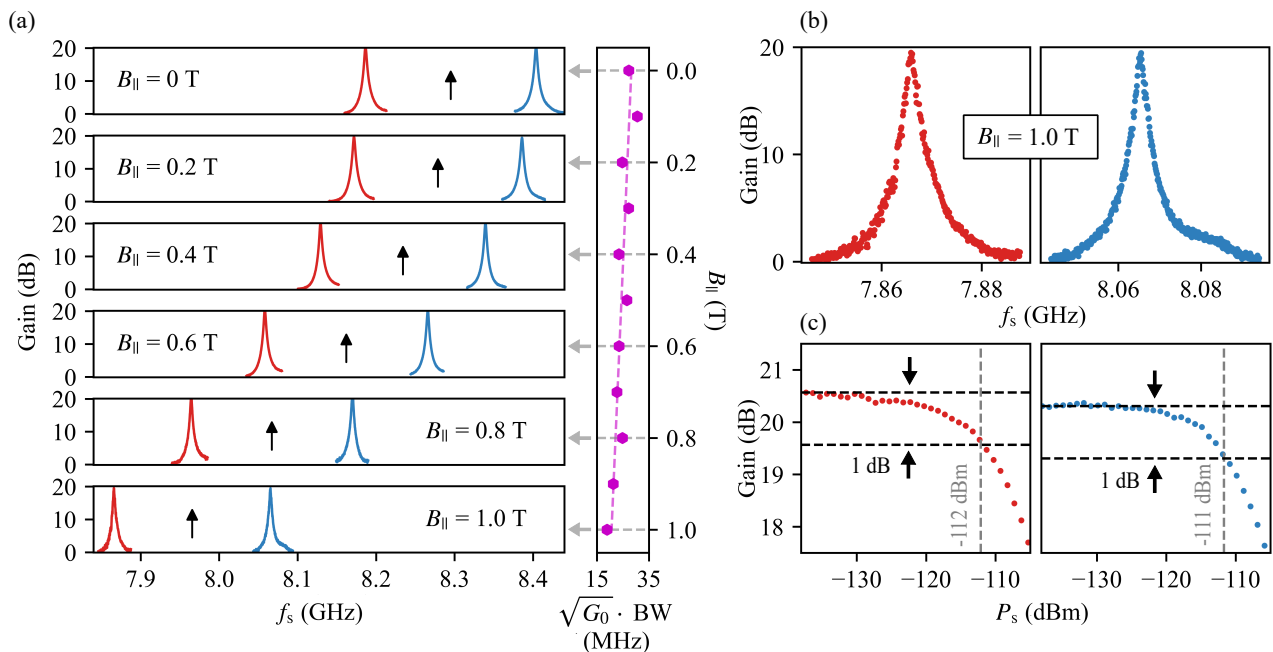 (a)
Gain (dB)
20
10
0
B∥ = 0 T
20
10
0
B∥ = 0.2 T
20
10
0
B∥ = 0.4 T
20
10
0
B∥ = 0.6 T
20
10
0
B∥ = 0.8 T
20
10
0
B∥ = 1.0 T
7.9 8.0 8.1 8.2 8.3 8.4
fs (GHz)
0.0
0.2
0.4
0.6
0.8
1.0
B∥ (T)
15 35
√G0 · BW
(MHz)
(b)
Gain (dB)
20
10
0
B∥ = 1.0 T
7.86 7.88
8.06 8.08
fs (GHz)
(c)
Gain (dB)
21
20
19
18
1 dB
-112 dBm
1 dB
-111 dBm
−130 −120 −110
−130 −120 −110
Ps (dBm)